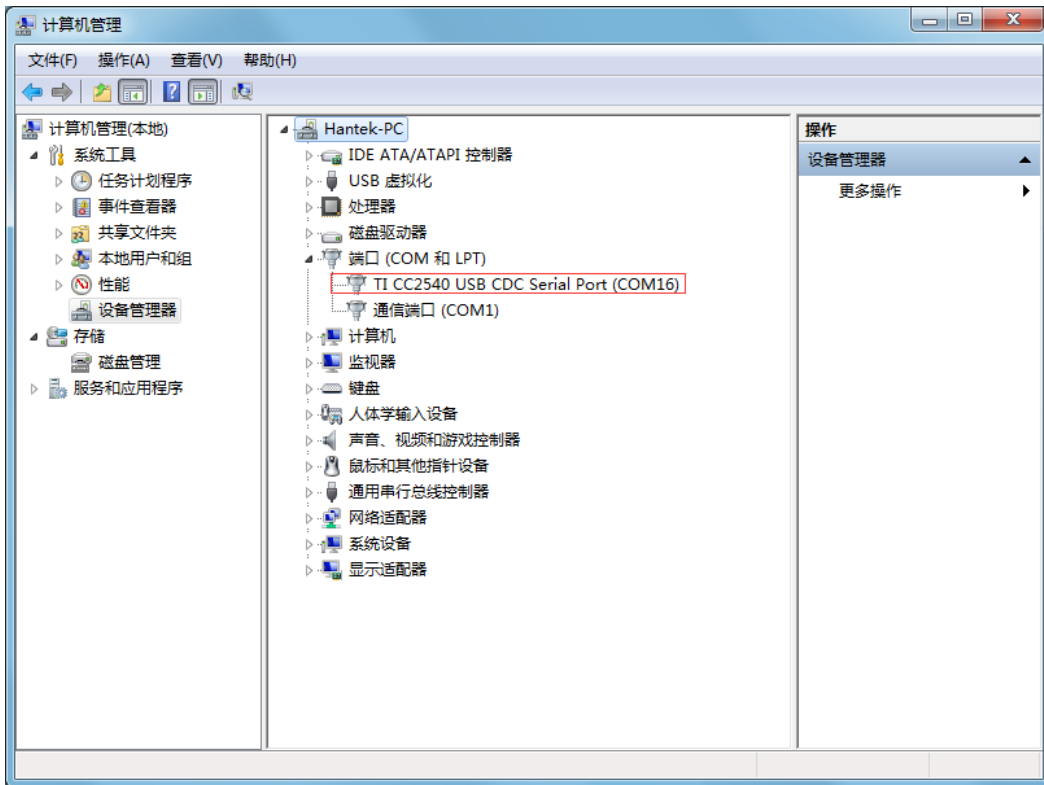 计算机管理
文件(F) 操作(A) 查看(V) 帮助(H)
计算机管理(本地)
系统工具
任务计划程序
事件查看器
共享文件夹
本地用户和组
性能
设备管理器
存储
磁盘管理
服务和应用程序
Hantek-PC
IDE ATA/ATAPI 控制器
USB 虚拟化
处理器
磁盘驱动器
端口 (COM 和 LPT)
TI CC2540 USB CDC Serial Port (COM16)
通信端口 (COM1)
计算机
监视器
键盘
人体学输入设备
声音、视频和游戏控制器
鼠标和其他指针设备
通用串行总线控制器
网络适配器
系统设备
显示适配器
操作
设备管理器
更多操作